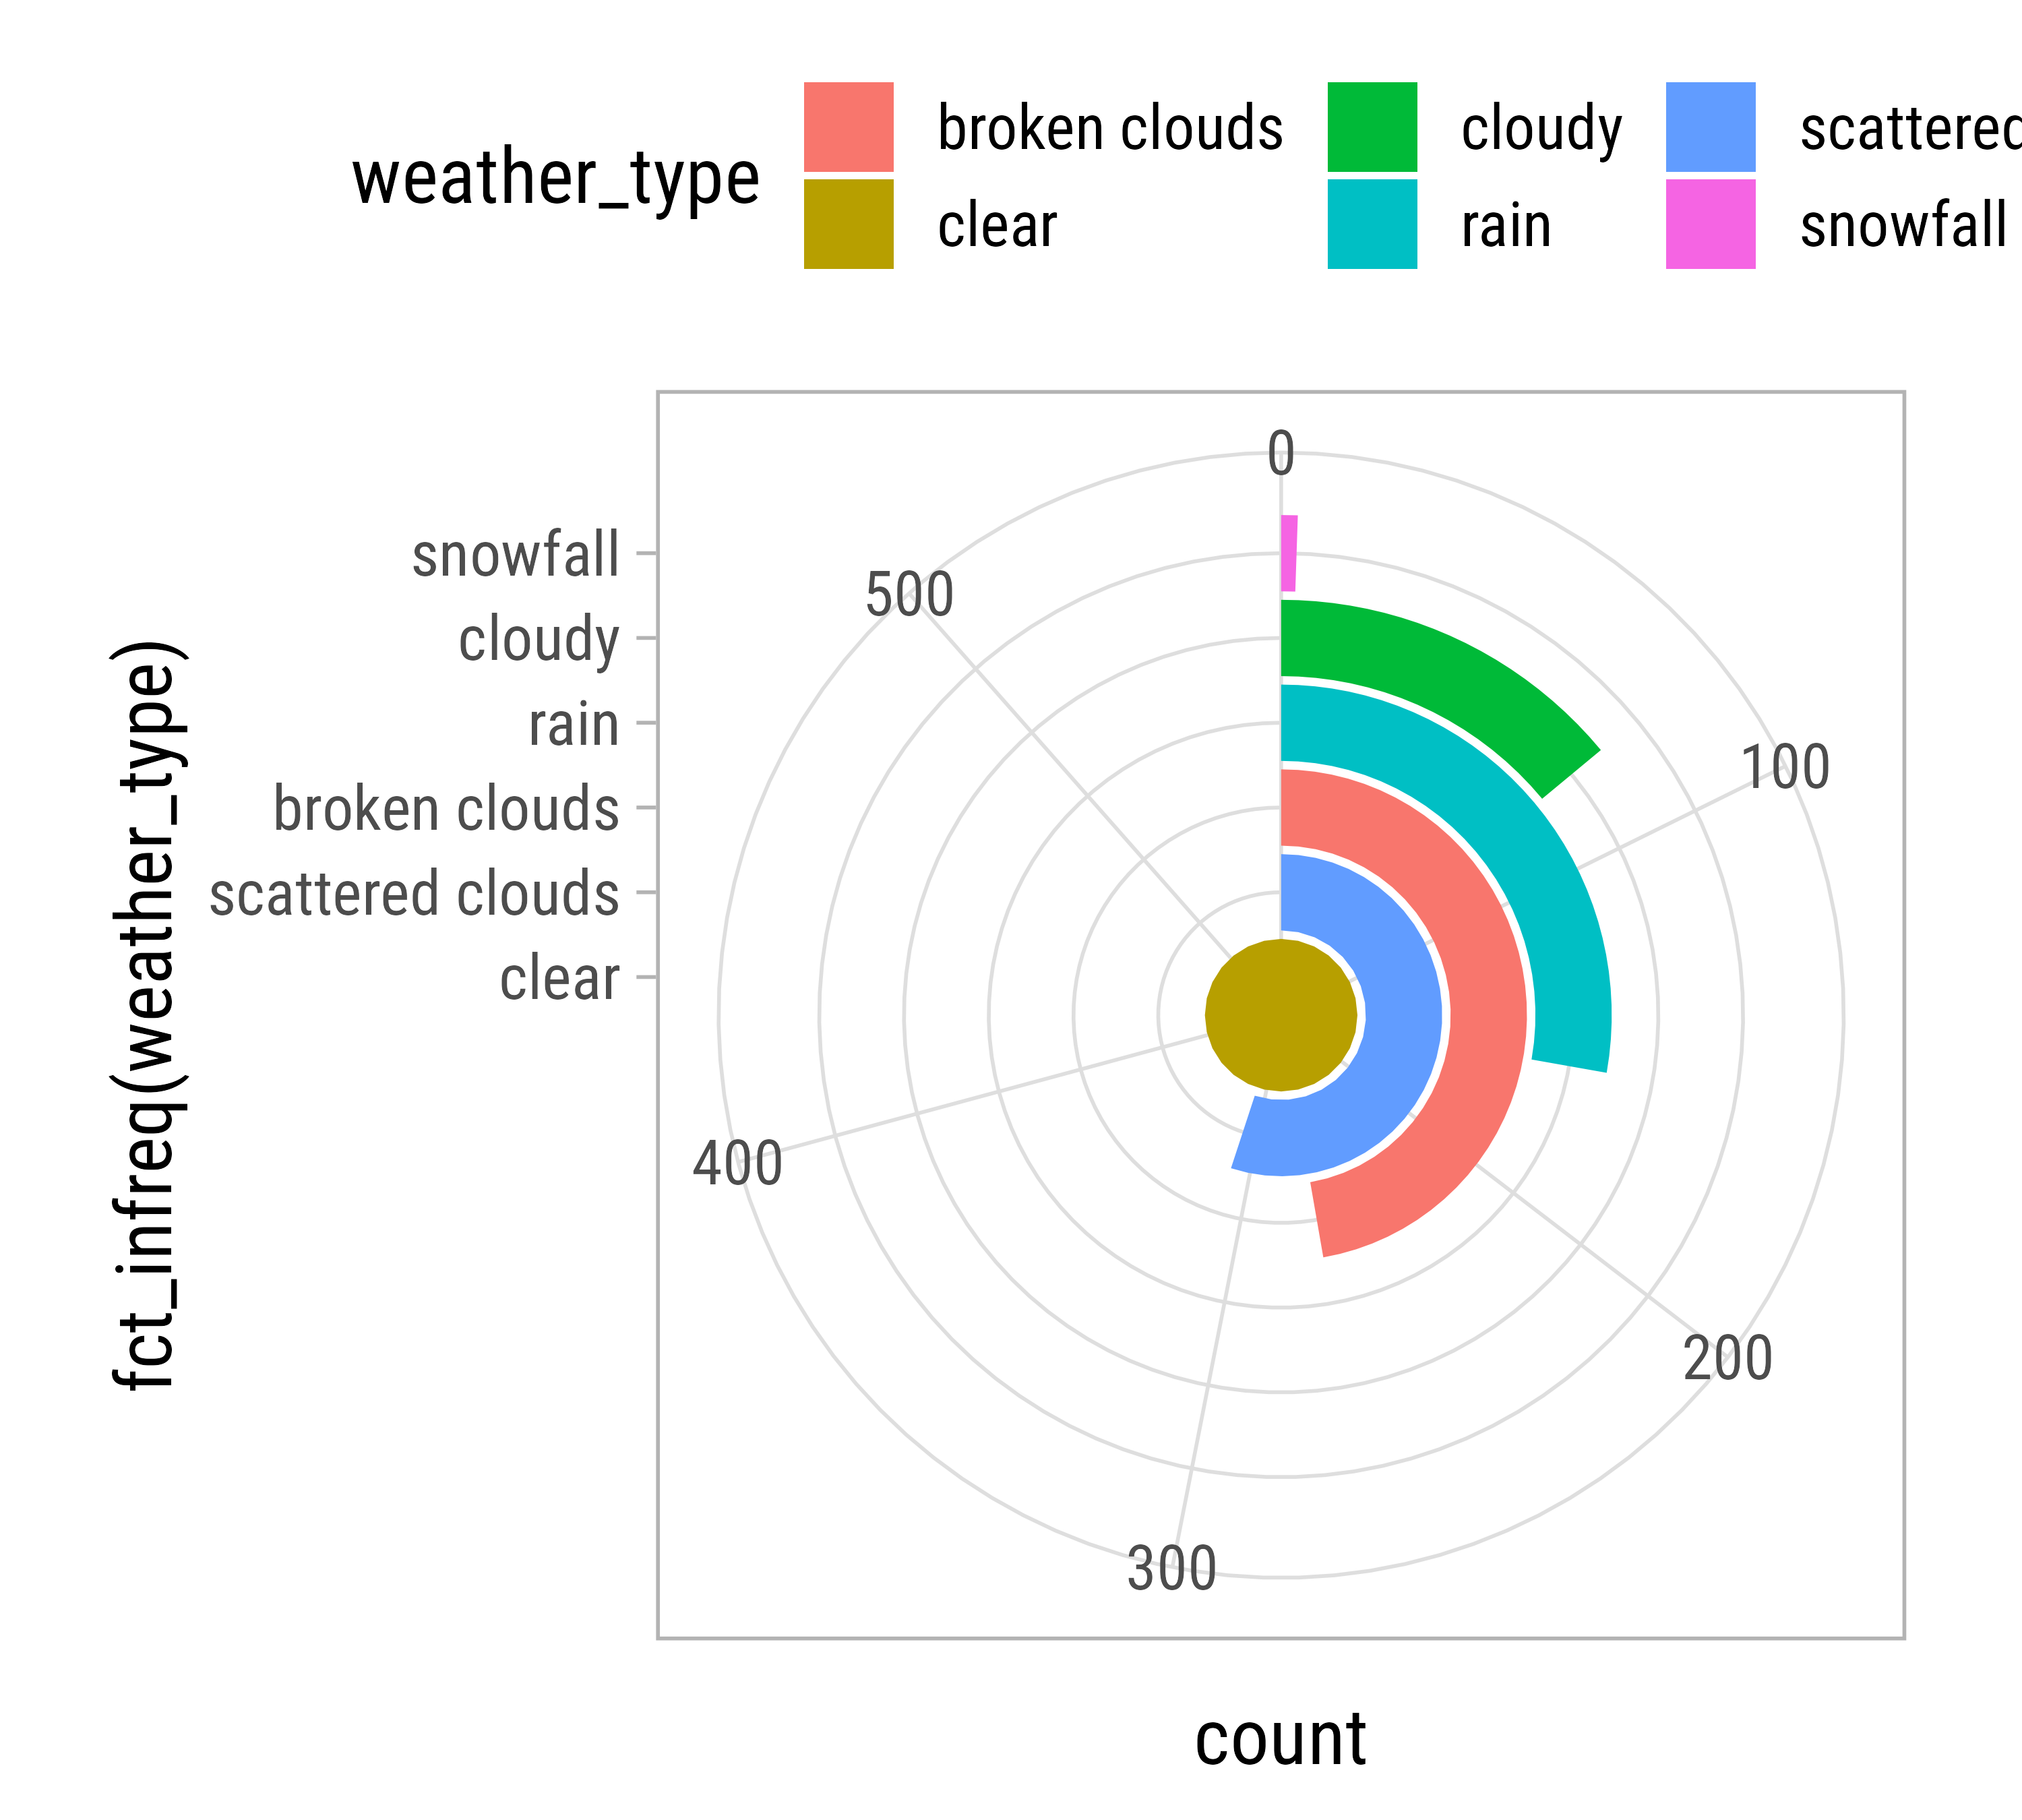 weather_type
broken clouds
cloudy
scattered
clear
rain
snowfall
0
500
100
400
200
300
snowfall
cloudy
rain
broken clouds
scattered clouds
clear
fct_infreq(weather_type)
count